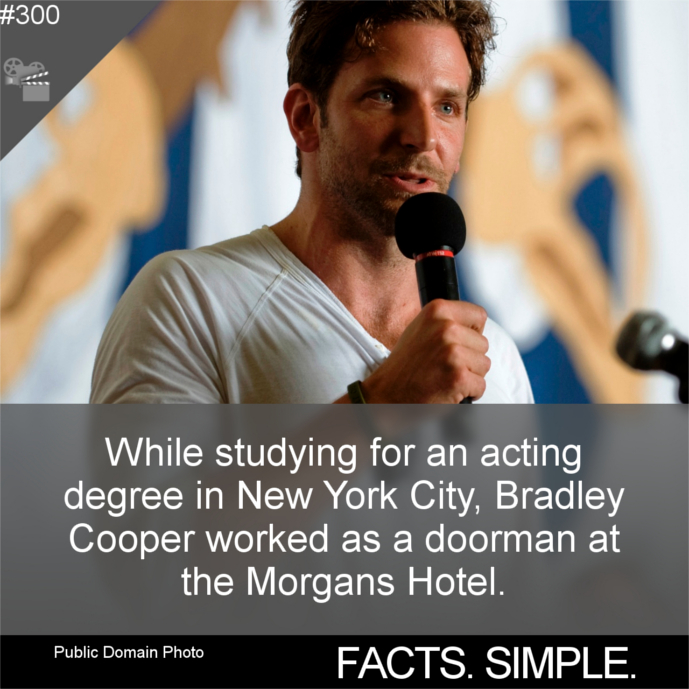 #300
While studying for an acting
degree in New York City, Bradley
Cooper worked as a doorman at
the Morgans Hotel.
Public Domain Photo
FACTS. SIMPLE.